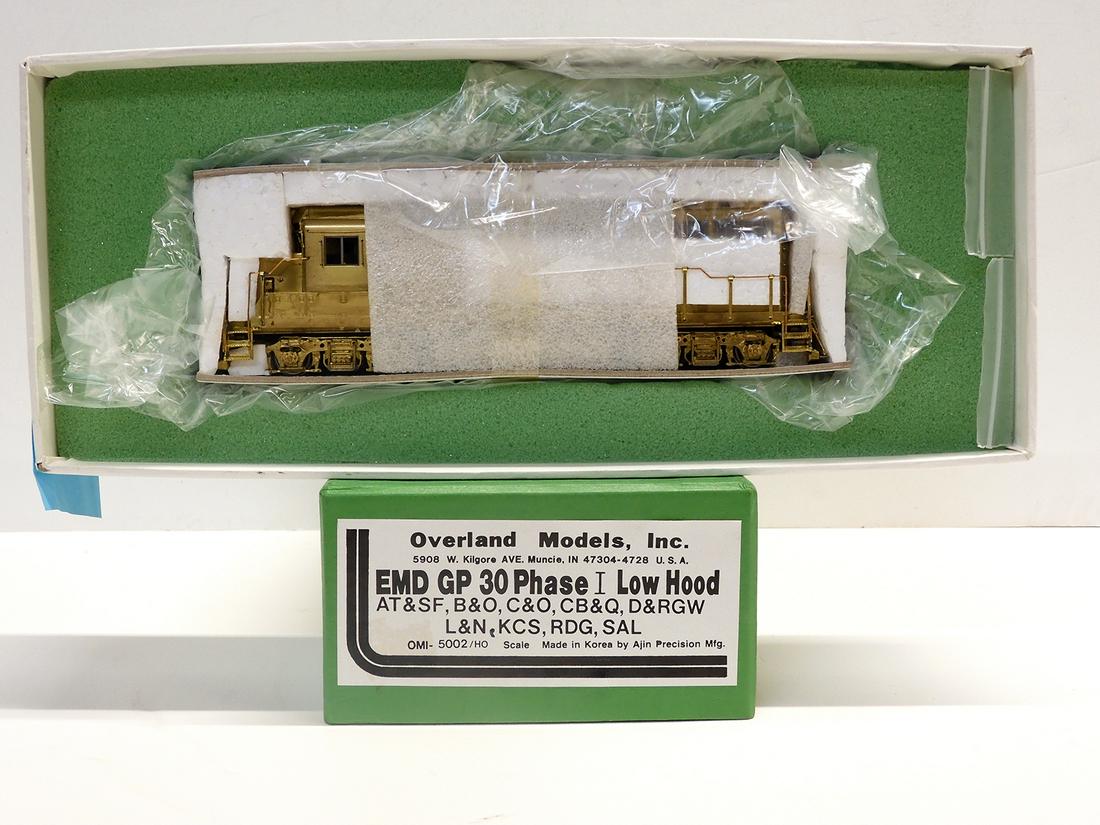 Overland Models, Inc.
5908 W. Kilgore AVE. Muncie, IN 47304-4728 U. S. A.
EMD GP 30 Phase I Low Hood
AT&SF, B&O, C&O, CB&Q, D&RGW
L&N, KCS, RDG, SAL
OMI- 5002/HO Scale Made in Korea by Ajin Precision Mfg.